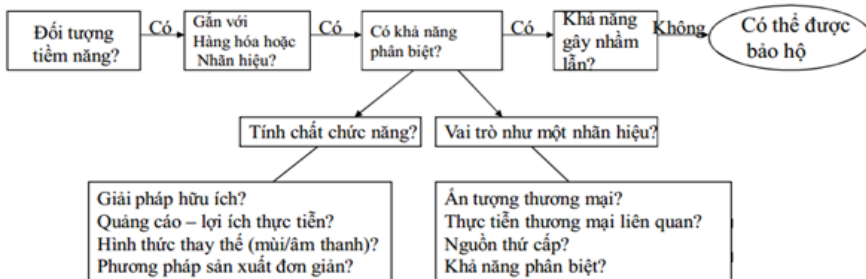 Đối tượng
tiềm năng?
Có
Gắn với
Hàng hóa hoặc
Nhãn hiệu?
Có
Có khả năng
phân biệt?
Có
Khả năng
gây nhầm
lẫn?
Không
Có thể được
bảo hộ
Tính chất chức năng?
Vai trò như một nhãn hiệu?
Giải pháp hữu ích?
Quảng cáo – lợi ích thực tiễn?
Hình thức thay thế (mùi/âm thanh)?
Phương pháp sản xuất đơn giản?
Ấn tượng thương mại?
Thực tiễn thương mại liên quan?
Nguồn thứ cấp?
Khả năng phân biệt?